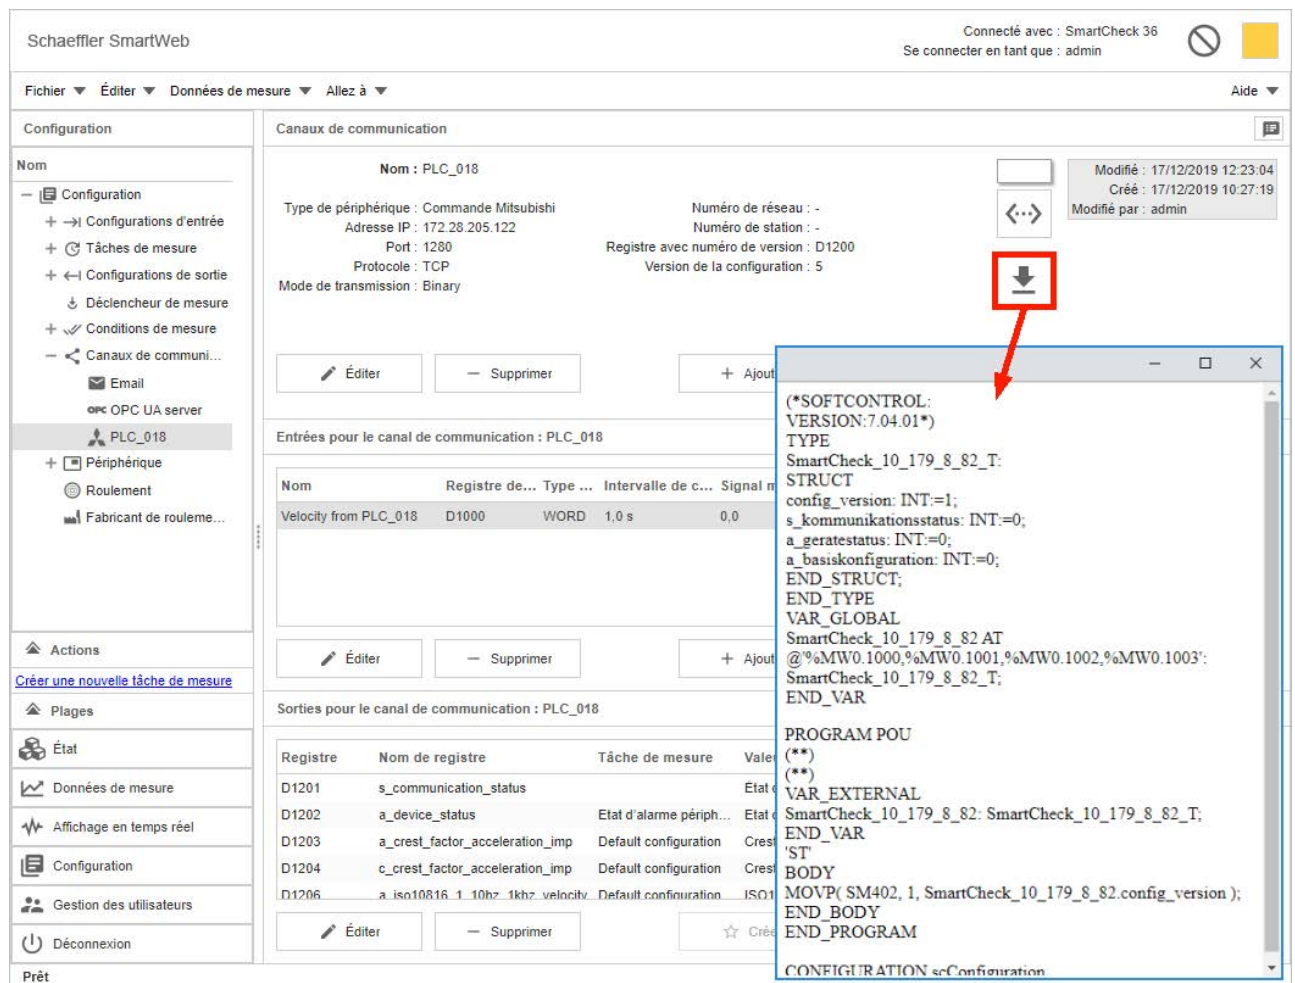 Schaeffler SmartWeb
Connecté avec : SmartCheck 36
Se connecter en tant que : admin
Fichier Éditer Données de mesure Allez à Aide
Configuration
Nom
Configuration
Configurations d'entrée
Tâches de mesure
Configurations de sortie
Déclencheur de mesure
Conditions de mesure
Canaux de communi...
Email
OPC OPC UA server
PLC_018
Périphérique
Roulement
Fabricant de rouleme...
Actions
Créer une nouvelle tâche de mesure
Plages
État
Données de mesure
Affichage en temps réel
Configuration
Gestion des utilisateurs
Déconnexion
Prêt
Canaux de communication
Nom : PLC_018
Type de périphérique : Commande Mitsubishi
Adresse IP : 172.28.205.122
Port : 1280
Protocole : TCP
Mode de transmission : Binary
Numéro de réseau : -
Numéro de station : -
Registre avec numéro de version : D1200
Version de la configuration : 5
Modifié : 17/12/2019 12:23:04
Créé : 17/12/2019 10:27:19
Modifié par : admin
Éditer Supprimer Ajout
Entrées pour le canal de communication : PLC_018
Nom Registre de... Type ... Intervalle de c... Signal m
Velocity from PLC_018 D1000 WORD 1,0 s 0,0
Éditer Supprimer Ajout
Sorties pour le canal de communication : PLC_018
Registre Nom de registre Tâche de mesure Valeu
D1201 s_communication_status État d
D1202 a_device_status Etat d'alarme périph... Etat d
D1203 a_crest_factor_acceleration_imp Default configuration Crest
D1204 c_crest_factor_acceleration_imp Default configuration Crest
D1206 a_iso10816_1_10hz_1khz_velocity Default configuration ISO1
Éditer Supprimer Crée
(*SOFTCONTROL:
VERSION:7.04.01*)
TYPE
SmartCheck_10_179_8_82_T:
STRUCT
config_version: INT:=1;
s_kommunikationsstatus: INT:=0;
a_geratestatus: INT:=0;
a_basiskonfiguration: INT:=0;
END_STRUCT;
END_TYPE
VAR_GLOBAL
SmartCheck_10_179_8_82 AT
@'%MW0.1000,%MW0.1001,%MW0.1002,%MW0.1003':
SmartCheck_10_179_8_82_T;
END_VAR
PROGRAM POU
(**)
(**)
VAR_EXTERNAL
SmartCheck_10_179_8_82: SmartCheck_10_179_8_82_T;
END_VAR
'ST'
BODY
MOVP( SM402, 1, SmartCheck_10_179_8_82.config_version );
END_BODY
END_PROGRAM
CONFIGURATION scConfiguration